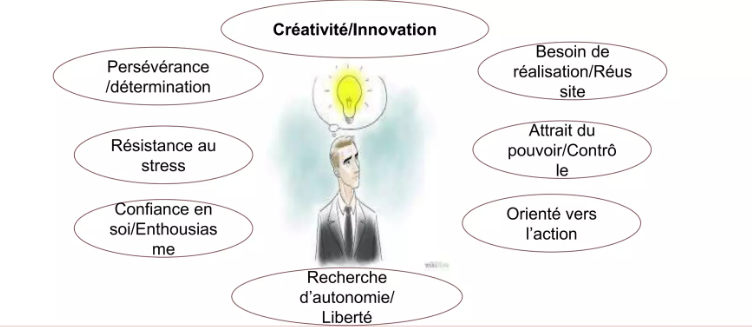 Créativité/Innovation
Persévérance
/détermination
Besoin de
réalisation/Réus
site
Résistance au
stress
Attrait du
pouvoir/Contrô
le
Confiance en
soi/Enthousias
me
Orienté vers
l'action
Recherche
d'autonomie/
Liberté